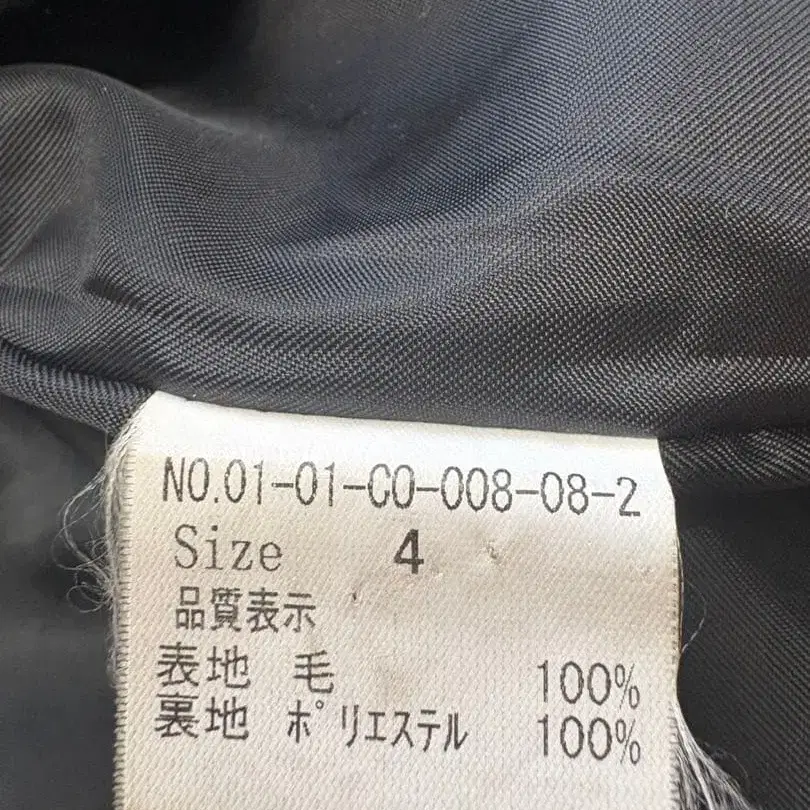 NO.01-01-CO-008-08-2
Size 4
品質表示
表地 毛 100%
裏地 ポリエステル 100%